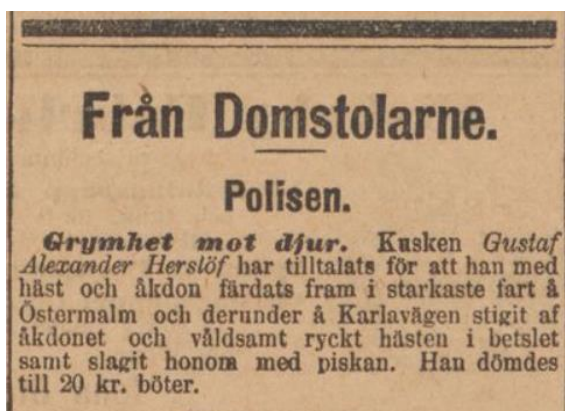 Från Domstolarne.
Polisen.
Grymhet mot djur. Kusken Gustaf
Alexander Herslöf har tilltalats för att han med
häst och åkdon färdats fram i starkaste fart å
Östermalm och derunder å Karlavägen stigit af
åkdonet och våldsamt ryckt hästen i betslet
samt slagit honom med piskan. Han dömdes
till 20 kr. böter.